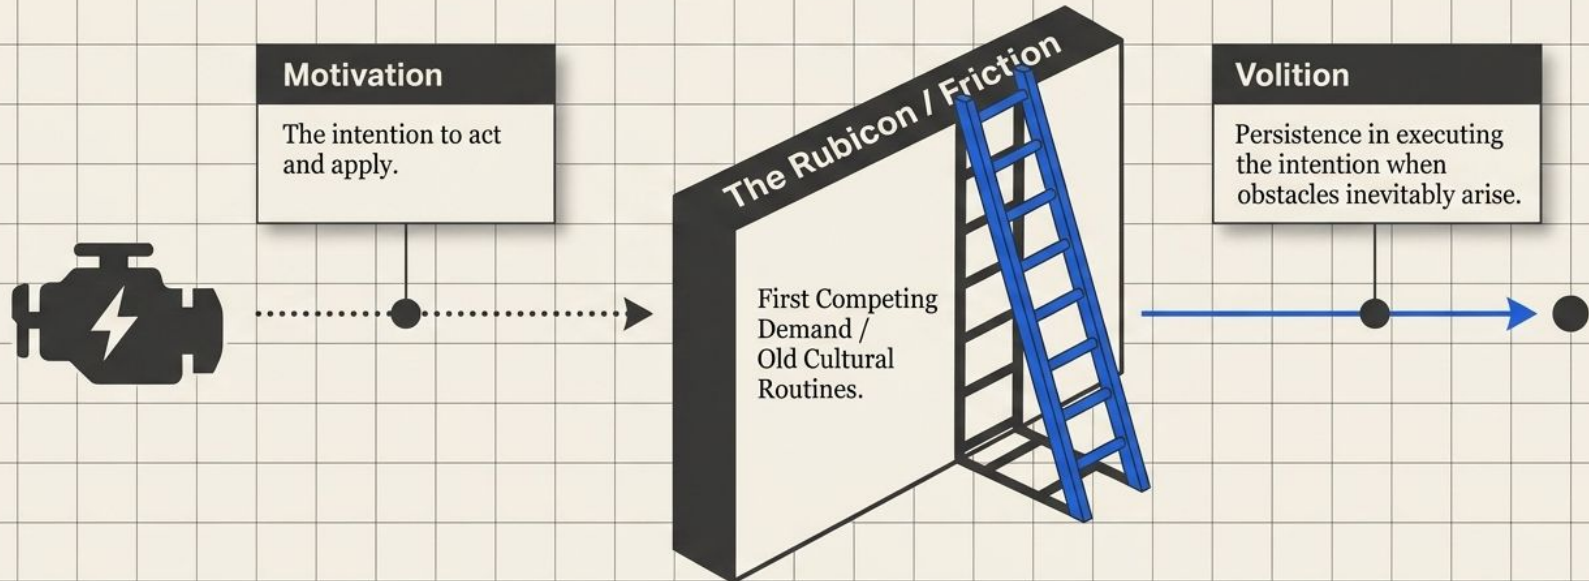 Motivation
The intention to act
and apply.
The Rubicon / Friction
First Competing
Demand /
Old Cultural
Routines.
Volition
Persistence in executing
the intention when
obstacles inevitably arise.